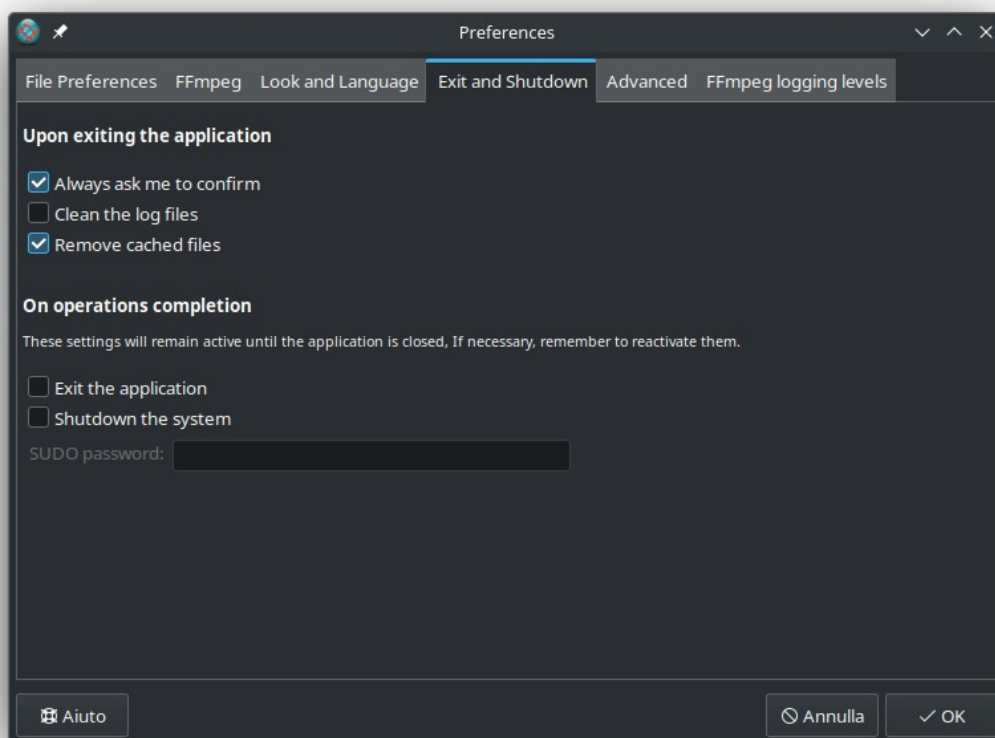 Preferences
File Preferences FFmpeg Look and Language Exit and Shutdown Advanced FFmpeg logging levels
Upon exiting the application
Always ask me to confirm
Clean the log files
Remove cached files
On operations completion
These settings will remain active until the application is closed, If necessary, remember to reactivate them.
Exit the application
Shutdown the system
SUDO password:
Aiuto Annulla OK